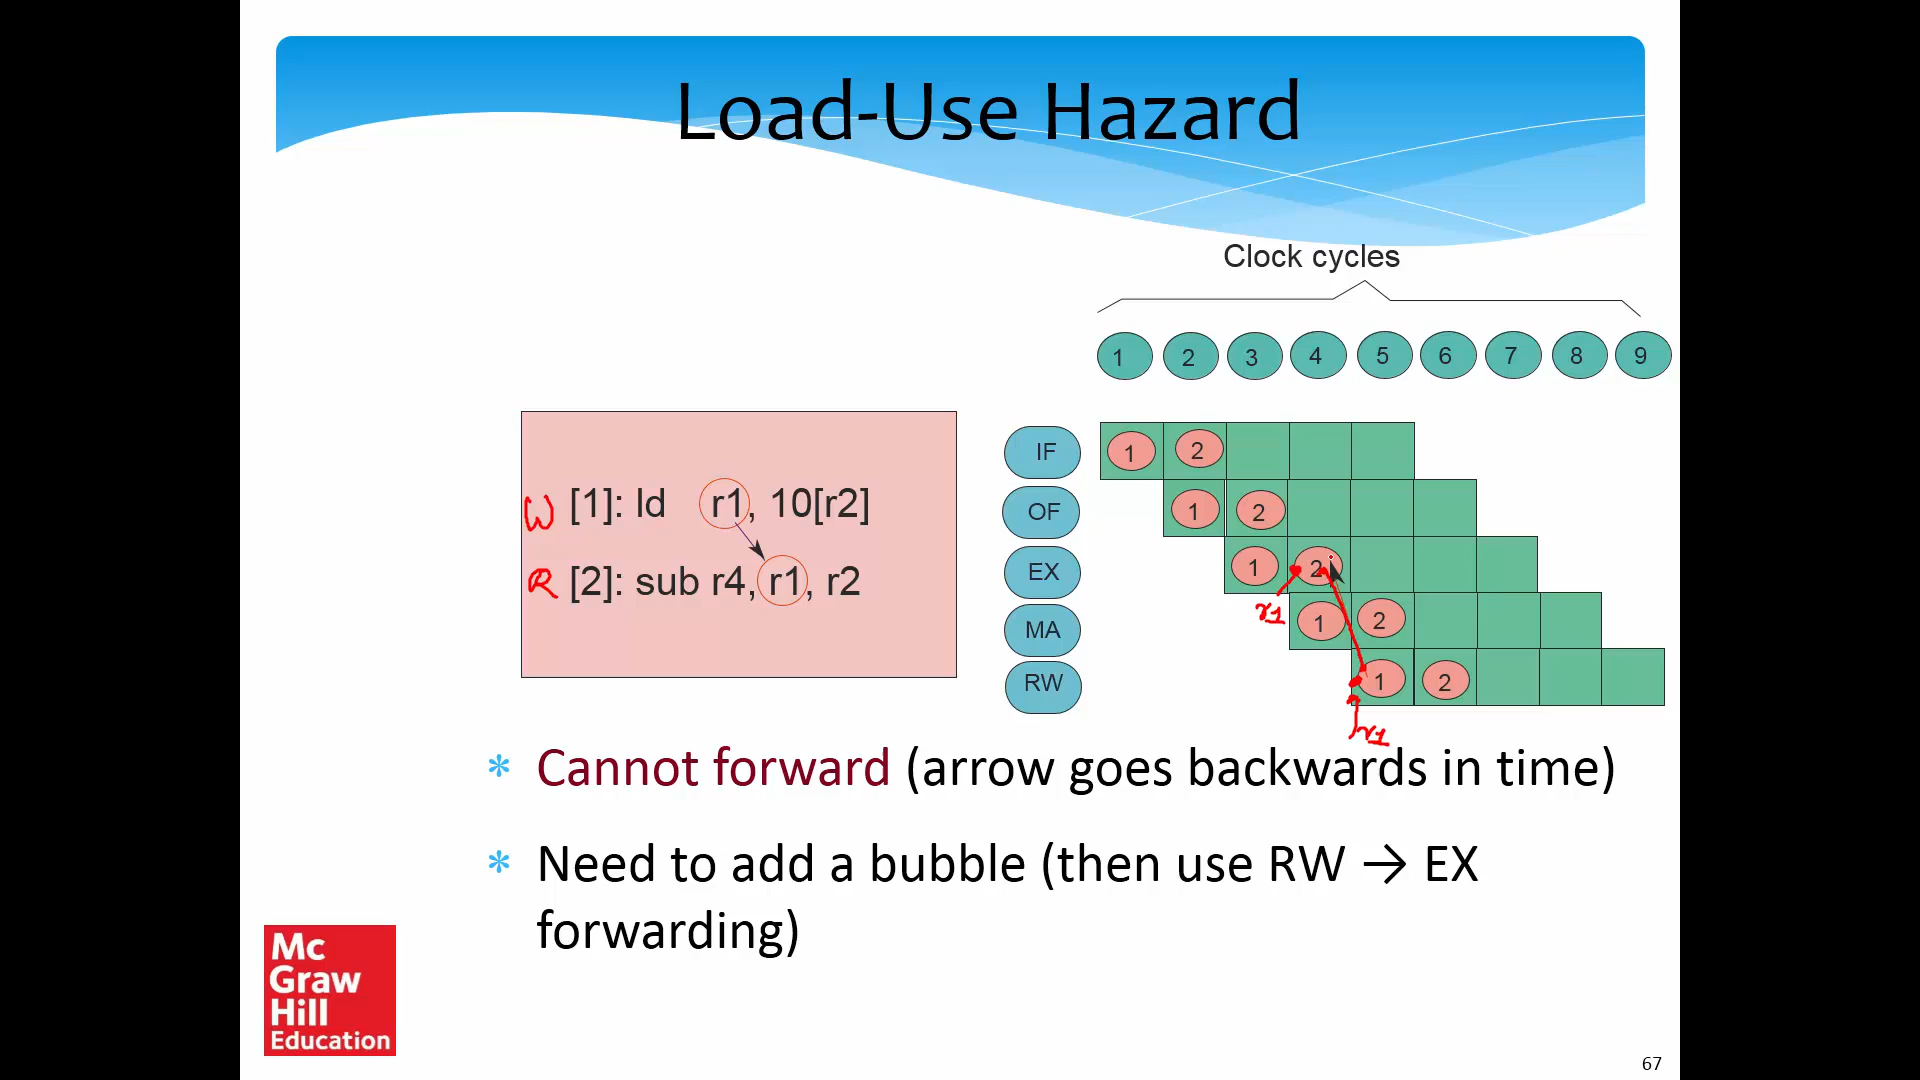 Load-Use Hazard
Clock cycles
1 2 3 4 5 6 7 8 9
W [1]: ld r1, 10[r2]
R [2]: sub r4, r1, r2
IF 1 2
OF 1 2
EX 1 2
r1
MA 1 2
RW 1 2
r1
* Cannot forward (arrow goes backwards in time)
* Need to add a bubble (then use RW → EX
forwarding)
Mc
Graw
Hill
Education
67